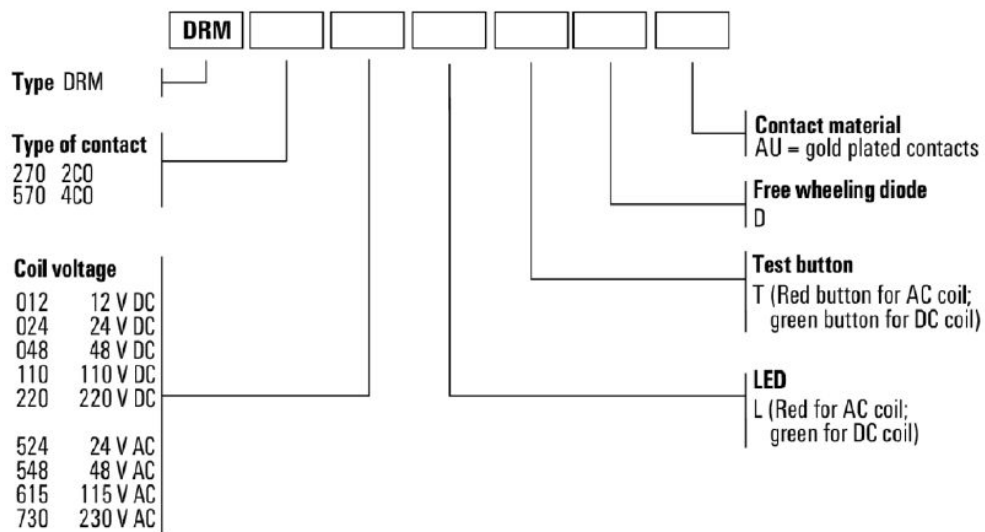 DRM
Type DRM
Type of contact
270 2CO
570 4CO
Coil voltage
012 12 V DC
024 24 V DC
048 48 V DC
110 110 V DC
220 220 V DC
524 24 V AC
548 48 V AC
615 115 V AC
730 230 V AC
Contact material
AU = gold plated contacts
Free wheeling diode
D
Test button
T (Red button for AC coil;
green button for DC coil)
LED
L (Red for AC coil;
green for DC coil)